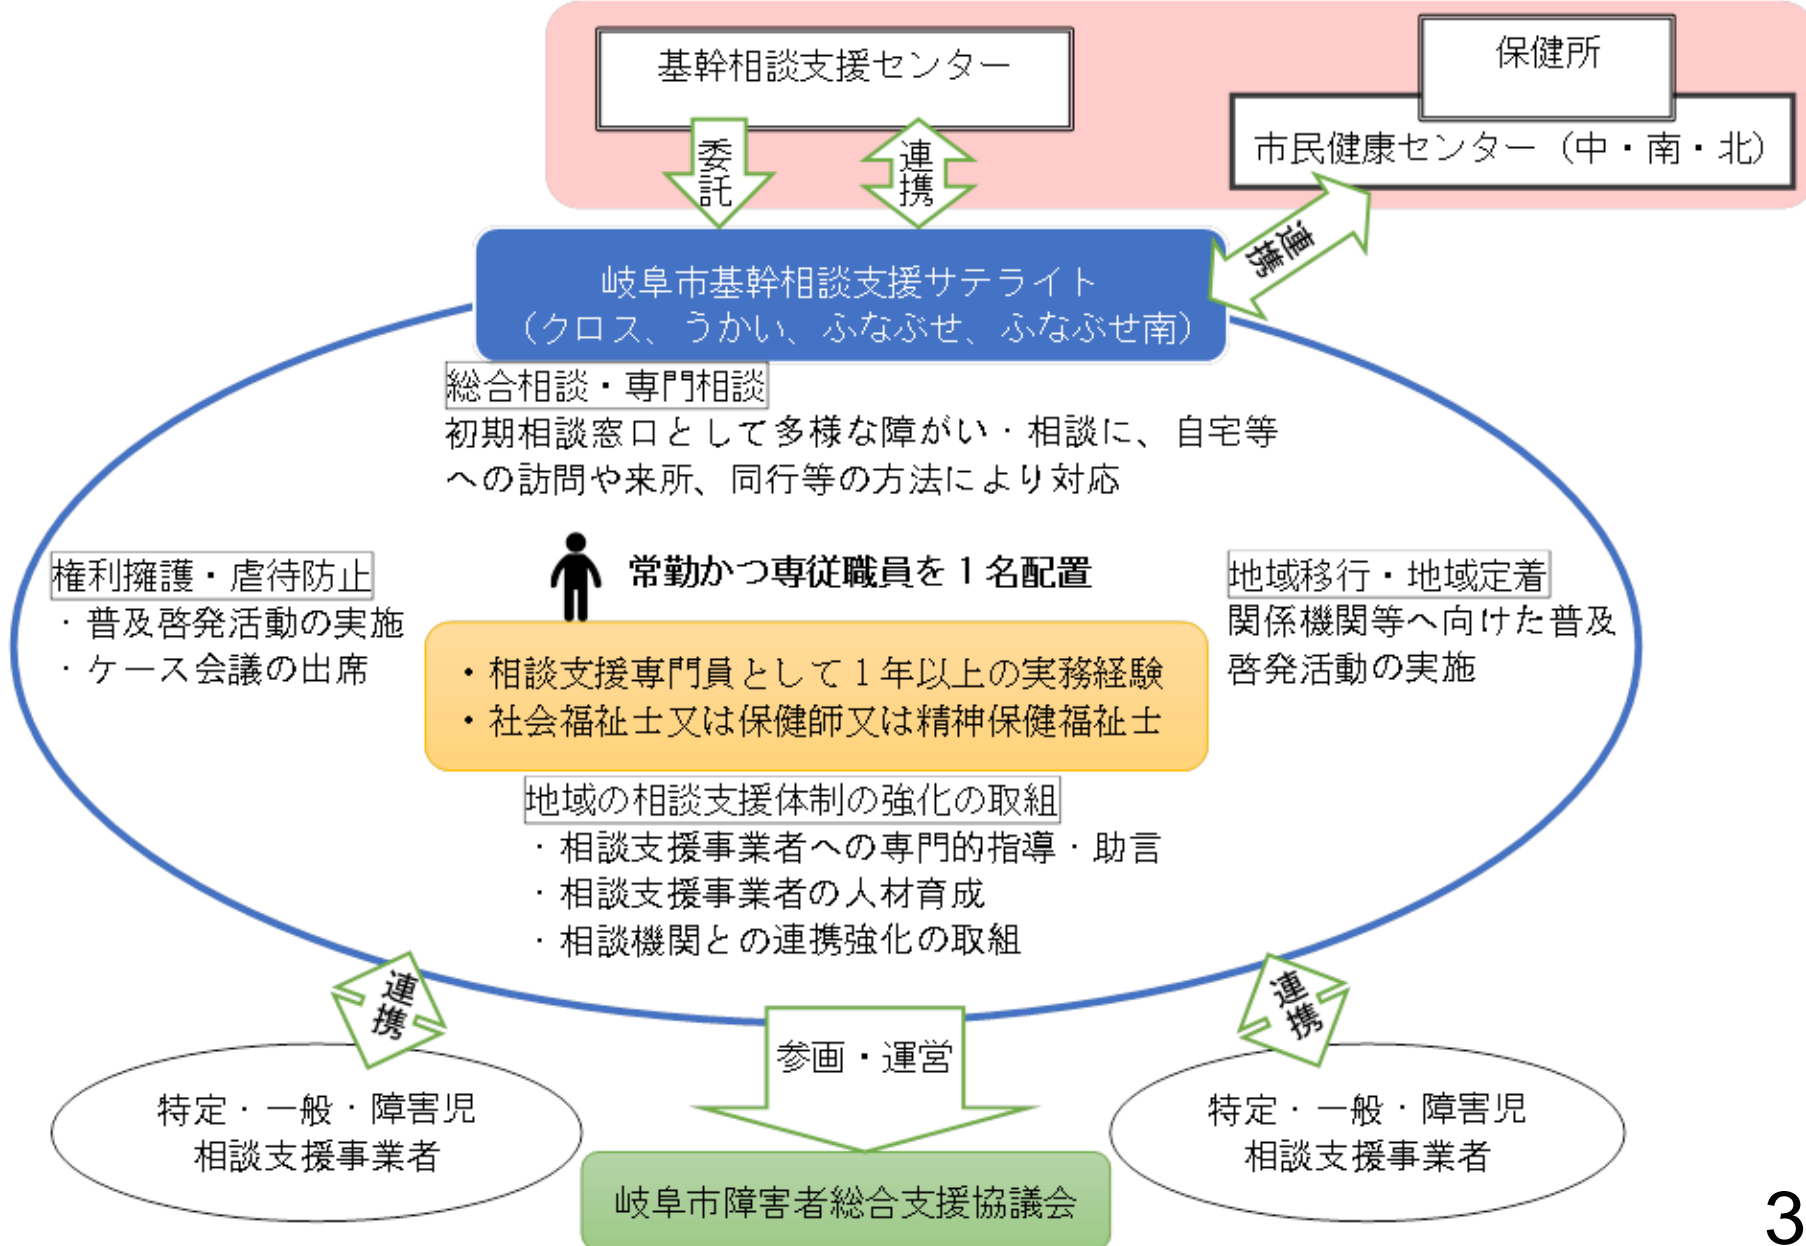 基幹相談支援センター
保健所
市民健康センター（中・南・北）
委託
連携
連携
岐阜市基幹相談支援サテライト
（クロス、うかい、ふなぶせ、ふなぶせ南）
総合相談・専門相談
初期相談窓口として多様な障がい・相談に、自宅等
への訪問や来所、同行等の方法により対応
権利擁護・虐待防止
・普及啓発活動の実施
・ケース会議の出席
常勤かつ専従職員を１名配置
・相談支援専門員として１年以上の実務経験
・社会福祉士又は保健師又は精神保健福祉士
地域移行・地域定着
関係機関等へ向けた普及
啓発活動の実施
地域の相談支援体制の強化の取組
・相談支援事業者への専門的指導・助言
・相談支援事業者の人材育成
・相談機関との連携強化の取組
連携
参画・運営
連携
特定・一般・障害児
相談支援事業者
岐阜市障害者総合支援協議会
特定・一般・障害児
相談支援事業者
3